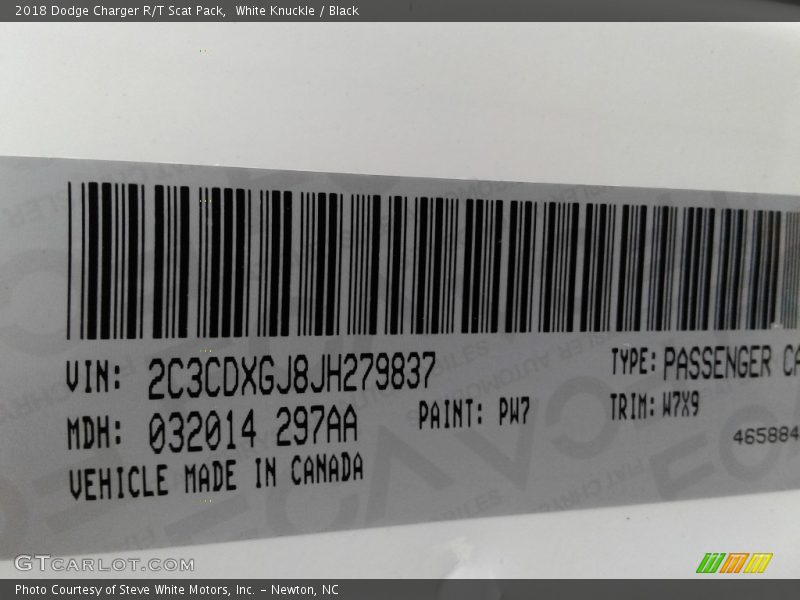 2018 Dodge Charger R/T Scat Pack, White Knuckle / Black
VIN: 2C3CDXGJ8JH279837
TYPE: PASSENGER CA
MDH: 032014 297AA
PAINT: PW7
TRIM: W7X9
465884
VEHICLE MADE IN CANADA
GTCARLOT.COM
Photo Courtesy of Steve White Motors, Inc. – Newton, NC